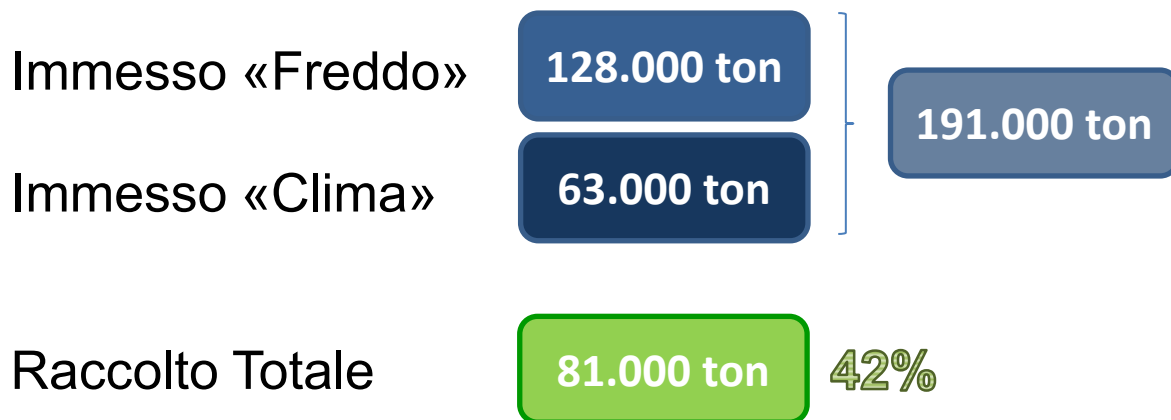 Immesso «Freddo»
128.000 ton
191.000 ton
Immesso «Clima»
63.000 ton
Raccolto Totale
81.000 ton
42%